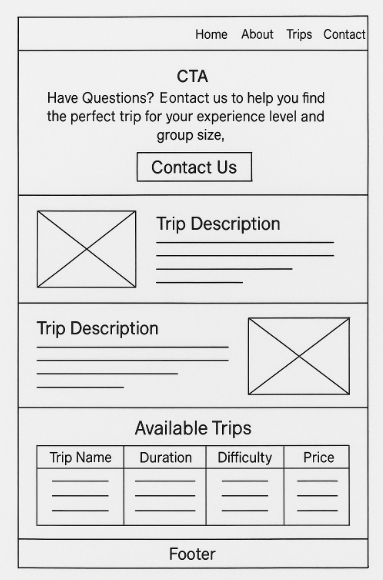 Home About Trips Contact
CTA
Have Questions? Eontact us to help you find
the perfect trip for your experience level and
group size,
Contact Us
Trip Description
Trip Description
Available Trips
Trip Name Duration Difficulty Price
Footer